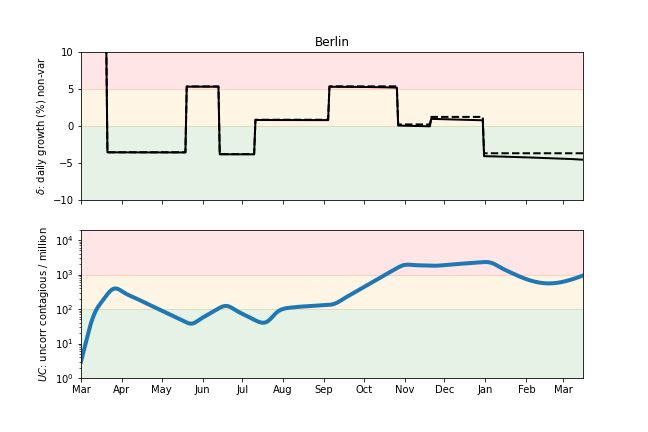 Berlin
δ: daily growth (%) non-var
10
5
0
−5
−10
UC: uncorr contagious / million
10⁴
10³
10²
10¹
10⁰
Mar Apr May Jun Jul Aug Sep Oct Nov Dec Jan Feb Mar